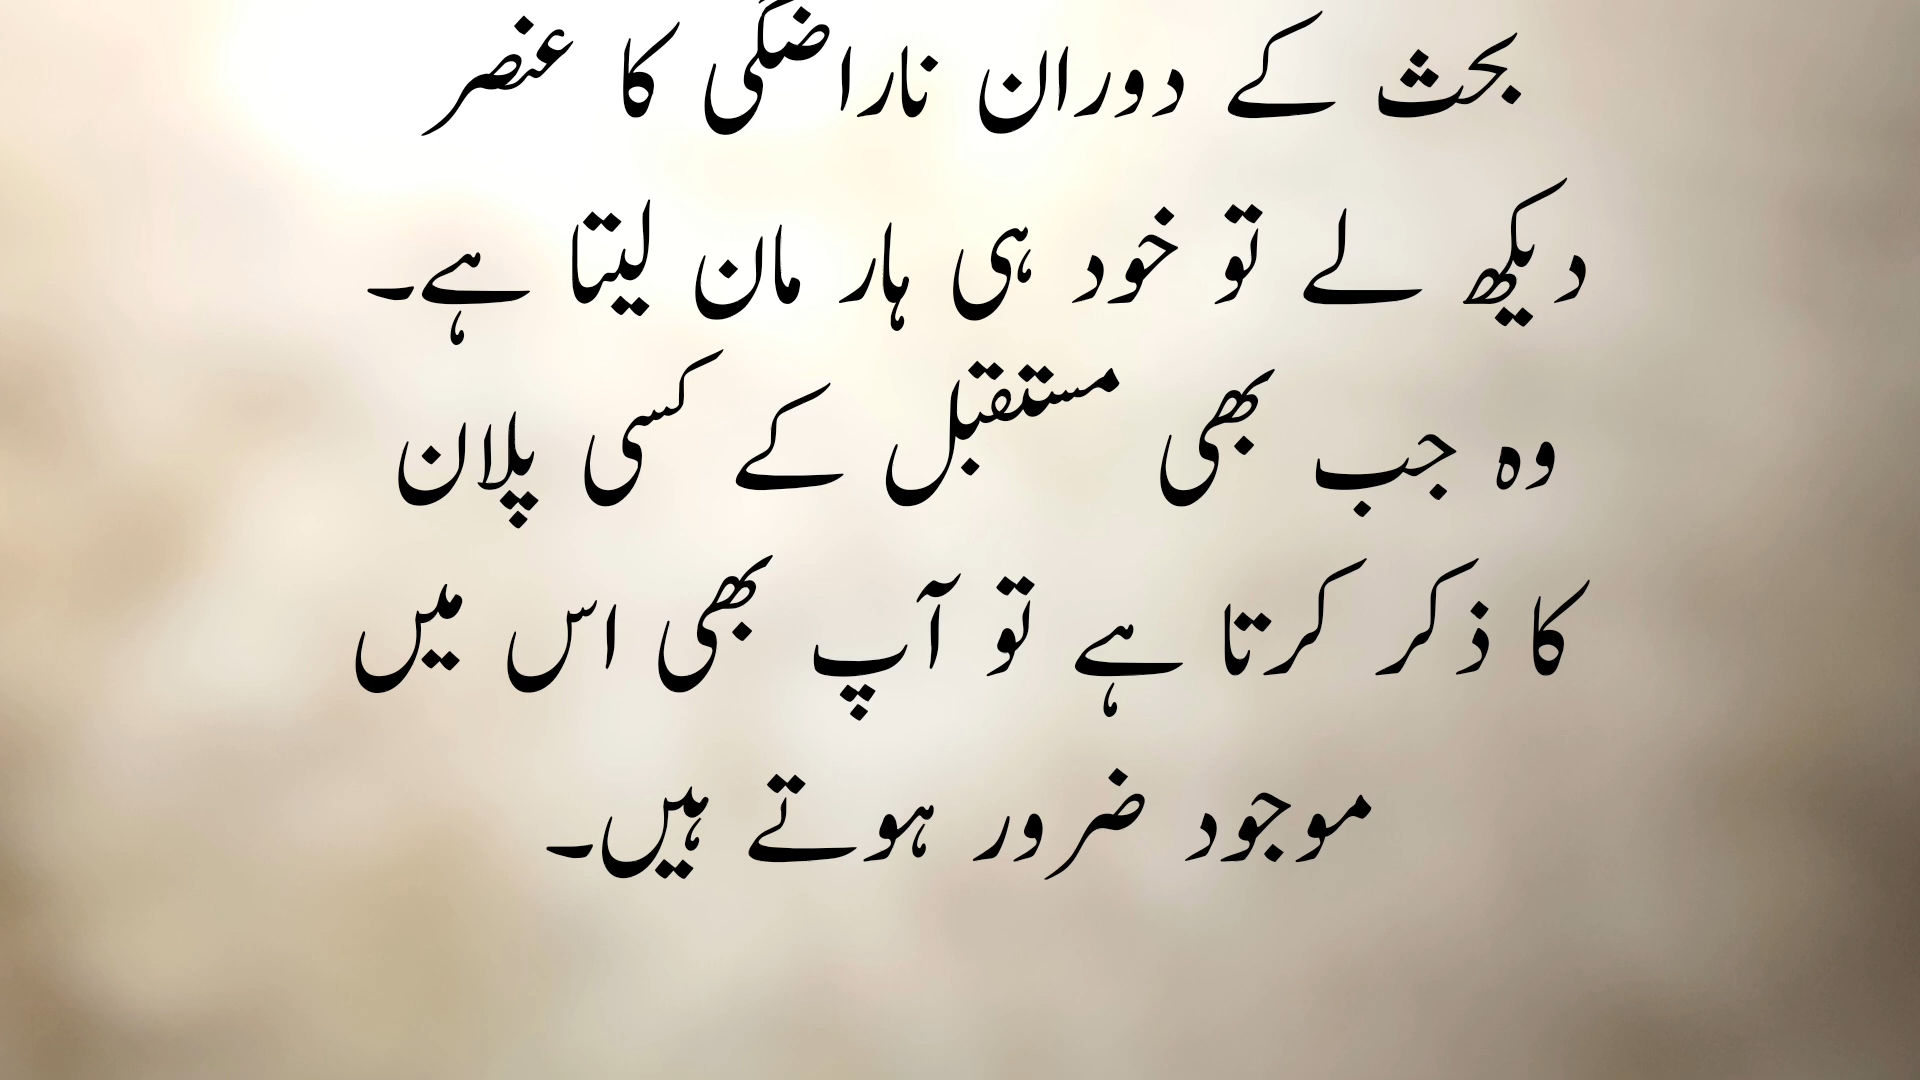 بحث کے دوران ناراضگی کا عنصر
دیکھ لے تو خود ہی ہار مان لیتا ہے۔
وہ جب بھی مستقبل کے کسی پلان
کا ذکر کرتا ہے تو آپ بھی اس میں
موجود ضرور ہوتے ہیں۔